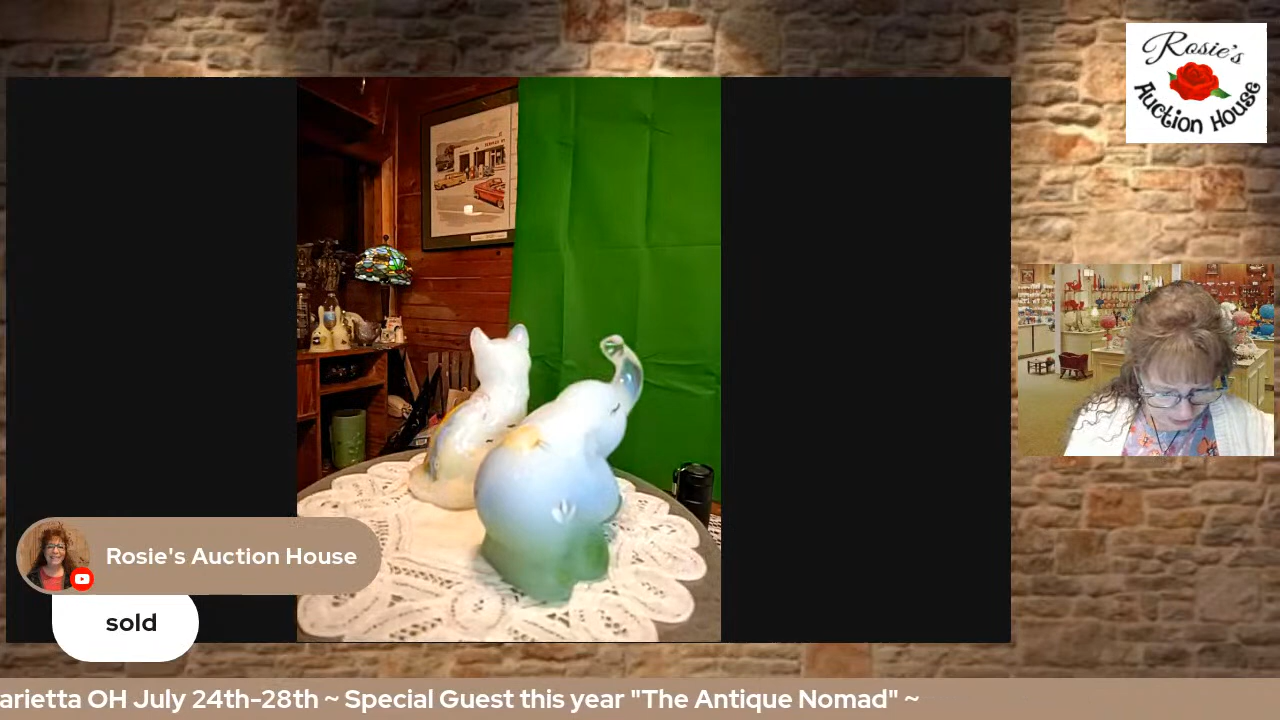 Rosie's
Auction House
Rosie's Auction House
sold
arietta OH July 24th-28th ~ Special Guest this year "The Antique Nomad" ~